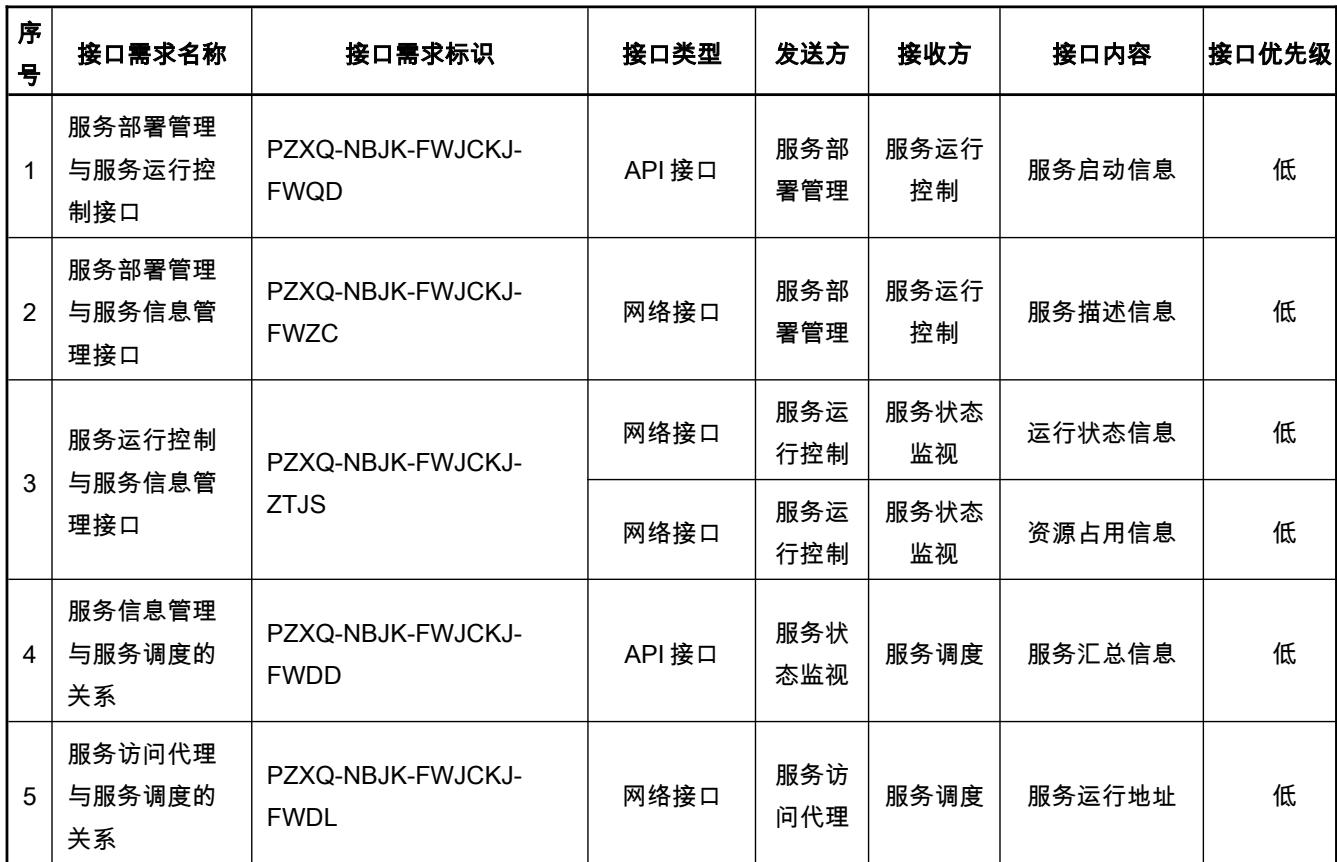 序号 接口需求名称 接口需求标识 接口类型 发送方 接收方 接口内容 接口优先级
1 服务部署管理与服务运行控制接口 PZXQ-NBJK-FWJCKJ-FWQD API 接口 服务部署管理 服务运行控制 服务启动信息 低
2 服务部署管理与服务信息管理接口 PZXQ-NBJK-FWJCKJ-FWZC 网络接口 服务部署管理 服务运行控制 服务描述信息 低
3 服务运行控制与服务信息管理接口 PZXQ-NBJK-FWJCKJ-ZTJS 网络接口 服务运行控制 服务状态监视 运行状态信息 低
网络接口 服务运行控制 服务状态监视 资源占用信息 低
4 服务信息管理与服务调度的关系 PZXQ-NBJK-FWJCKJ-FWDD API 接口 服务状态监视 服务调度 服务汇总信息 低
5 服务访问代理与服务调度的关系 PZXQ-NBJK-FWJCKJ-FWDL 网络接口 服务访问代理 服务调度 服务运行地址 低